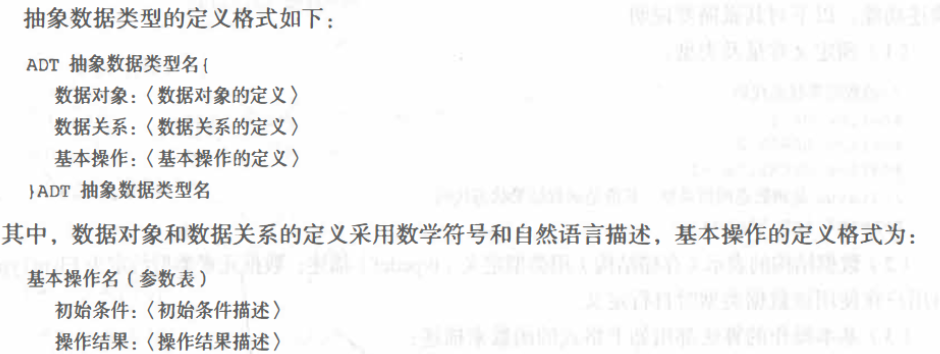 抽象数据类型的定义格式如下：
ADT 抽象数据类型名{
数据对象：〈数据对象的定义〉
数据关系：〈数据关系的定义〉
基本操作：〈基本操作的定义〉
}ADT 抽象数据类型名
其中，数据对象和数据关系的定义采用数学符号和自然语言描述，基本操作的定义格式为：
基本操作名（参数表）
初始条件：〈初始条件描述〉
操作结果：〈操作结果描述〉